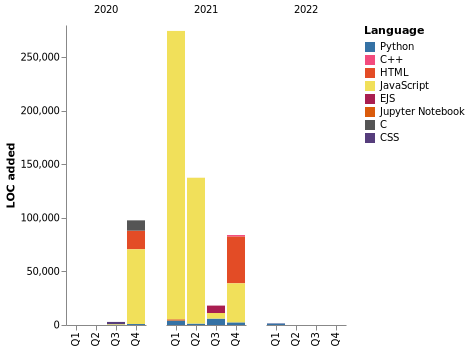 2020 2021 2022
Language
Python
C++
HTML
JavaScript
EJS
Jupyter Notebook
C
CSS
LOC added
250,000
200,000
150,000
100,000
50,000
0
Q1 Q2 Q3 Q4 Q1 Q2 Q3 Q4 Q1 Q2 Q3 Q4